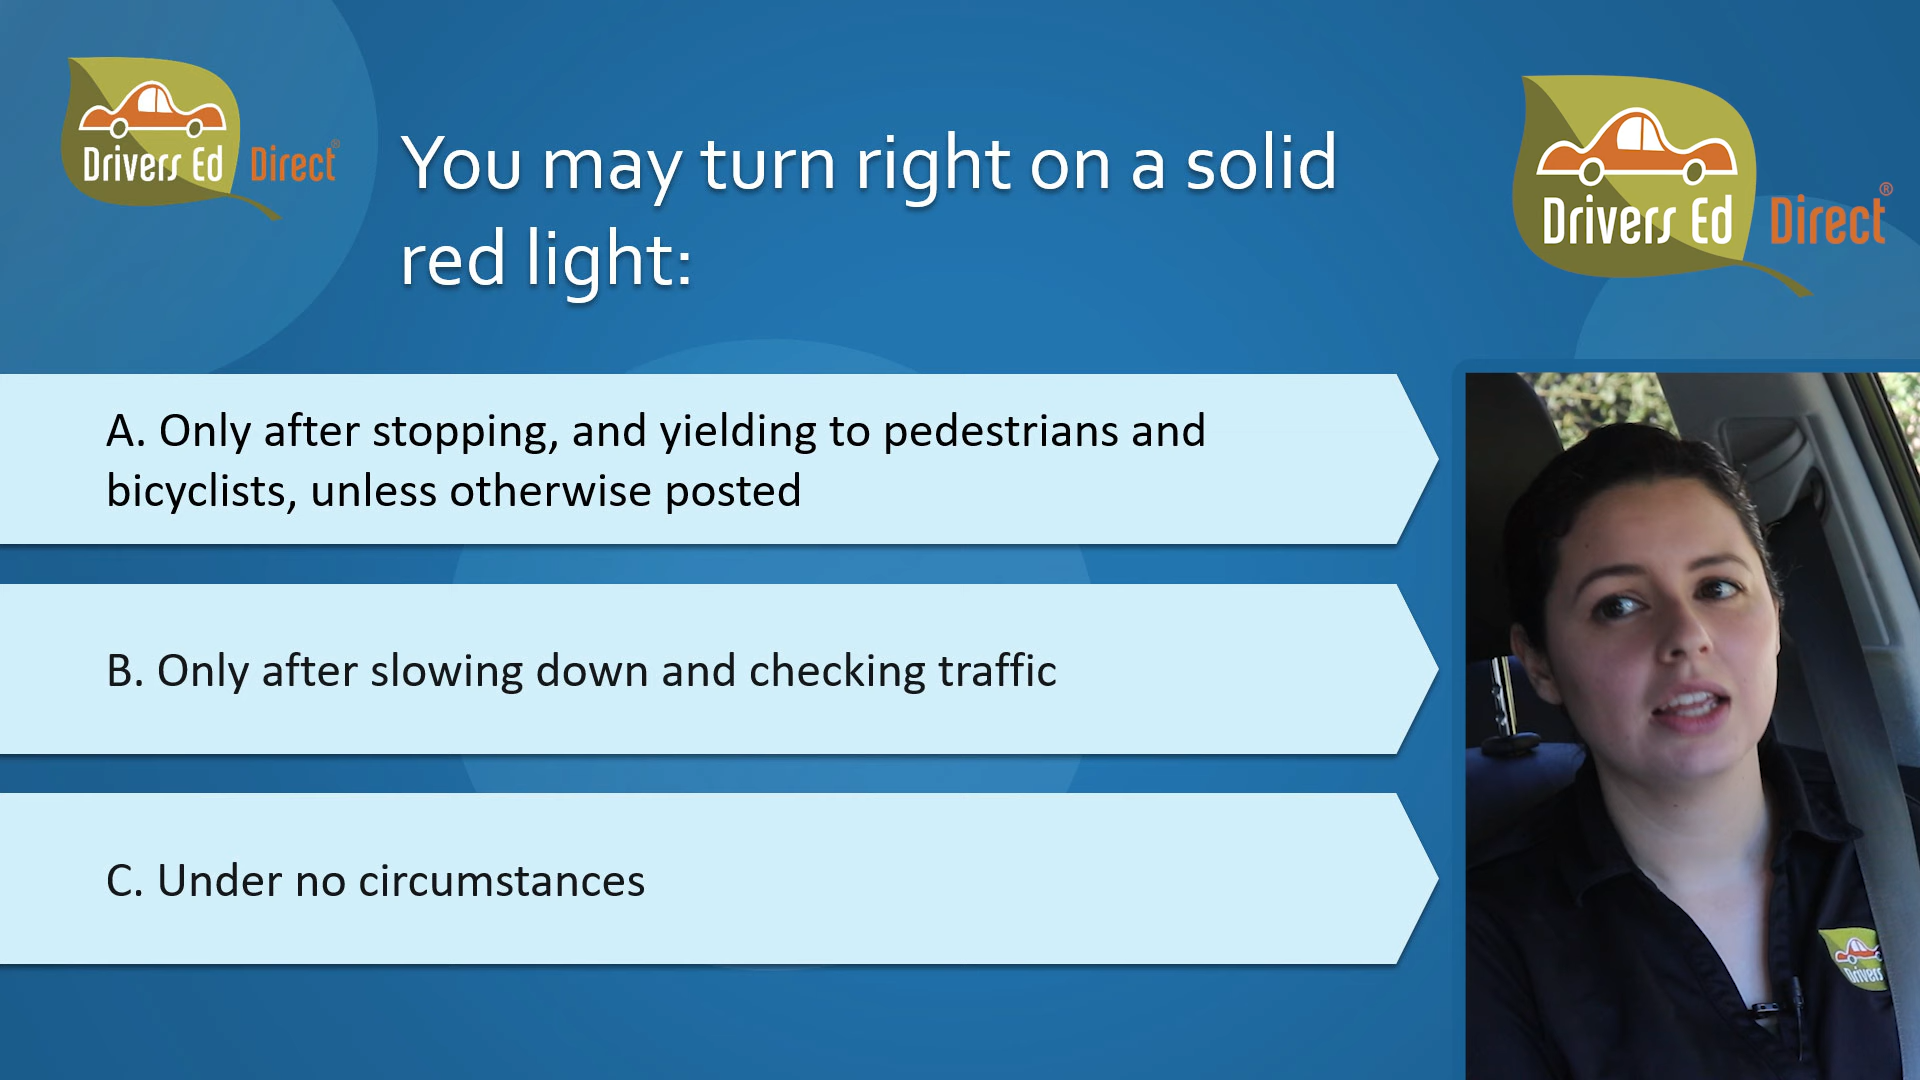 Drivers Ed Direct®
You may turn right on a solid
red light:
Drivers Ed Direct®
A. Only after stopping, and yielding to pedestrians and
bicyclists, unless otherwise posted
B. Only after slowing down and checking traffic
C. Under no circumstances
Drivers